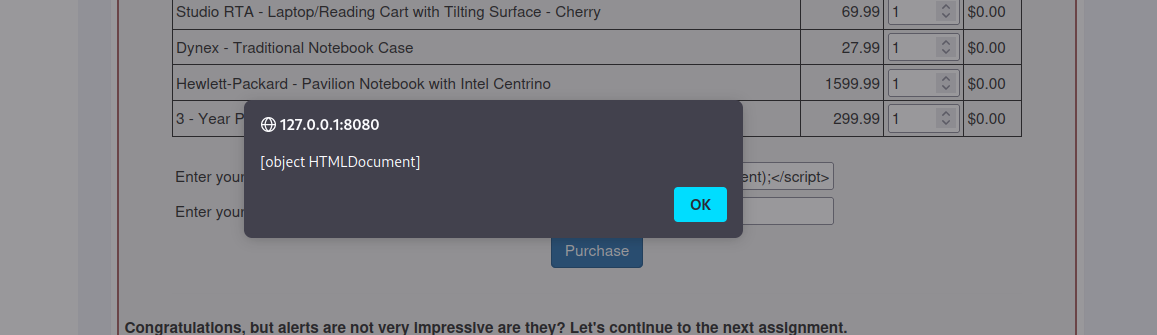 Studio RTA - Laptop/Reading Cart with Tilting Surface - Cherry 69.99 1 $0.00
Dynex - Traditional Notebook Case 27.99 1 $0.00
Hewlett-Packard - Pavilion Notebook with Intel Centrino 1599.99 1 $0.00
3 - Year 299.99 1 $0.00
127.0.0.1:8080
[object HTMLDocument]
Enter your ent);</script>
OK
Enter your
Purchase
Congratulations, but alerts are not very impressive are they? Let's continue to the next assignment.